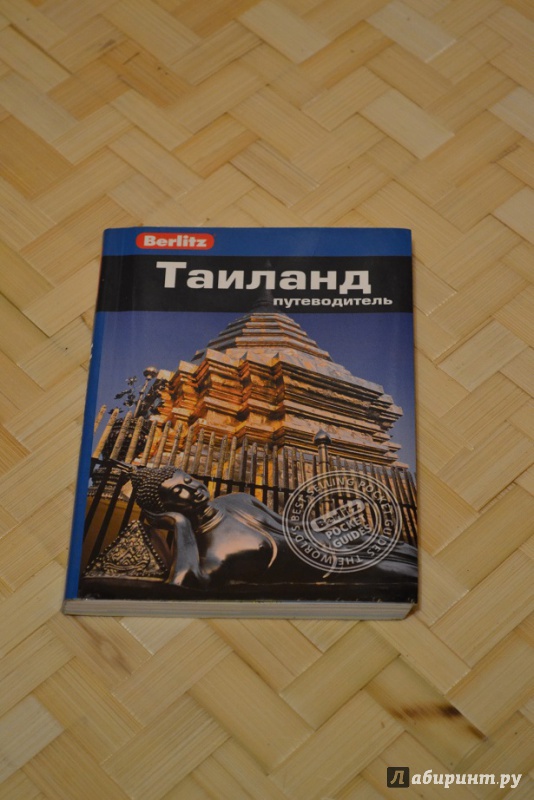 Berlitz
Таиланд
путеводитель
THE WORLD'S BEST SELLING POCKET GUIDES
Berlitz
POCKET
GUIDES
Лабиринт.ру